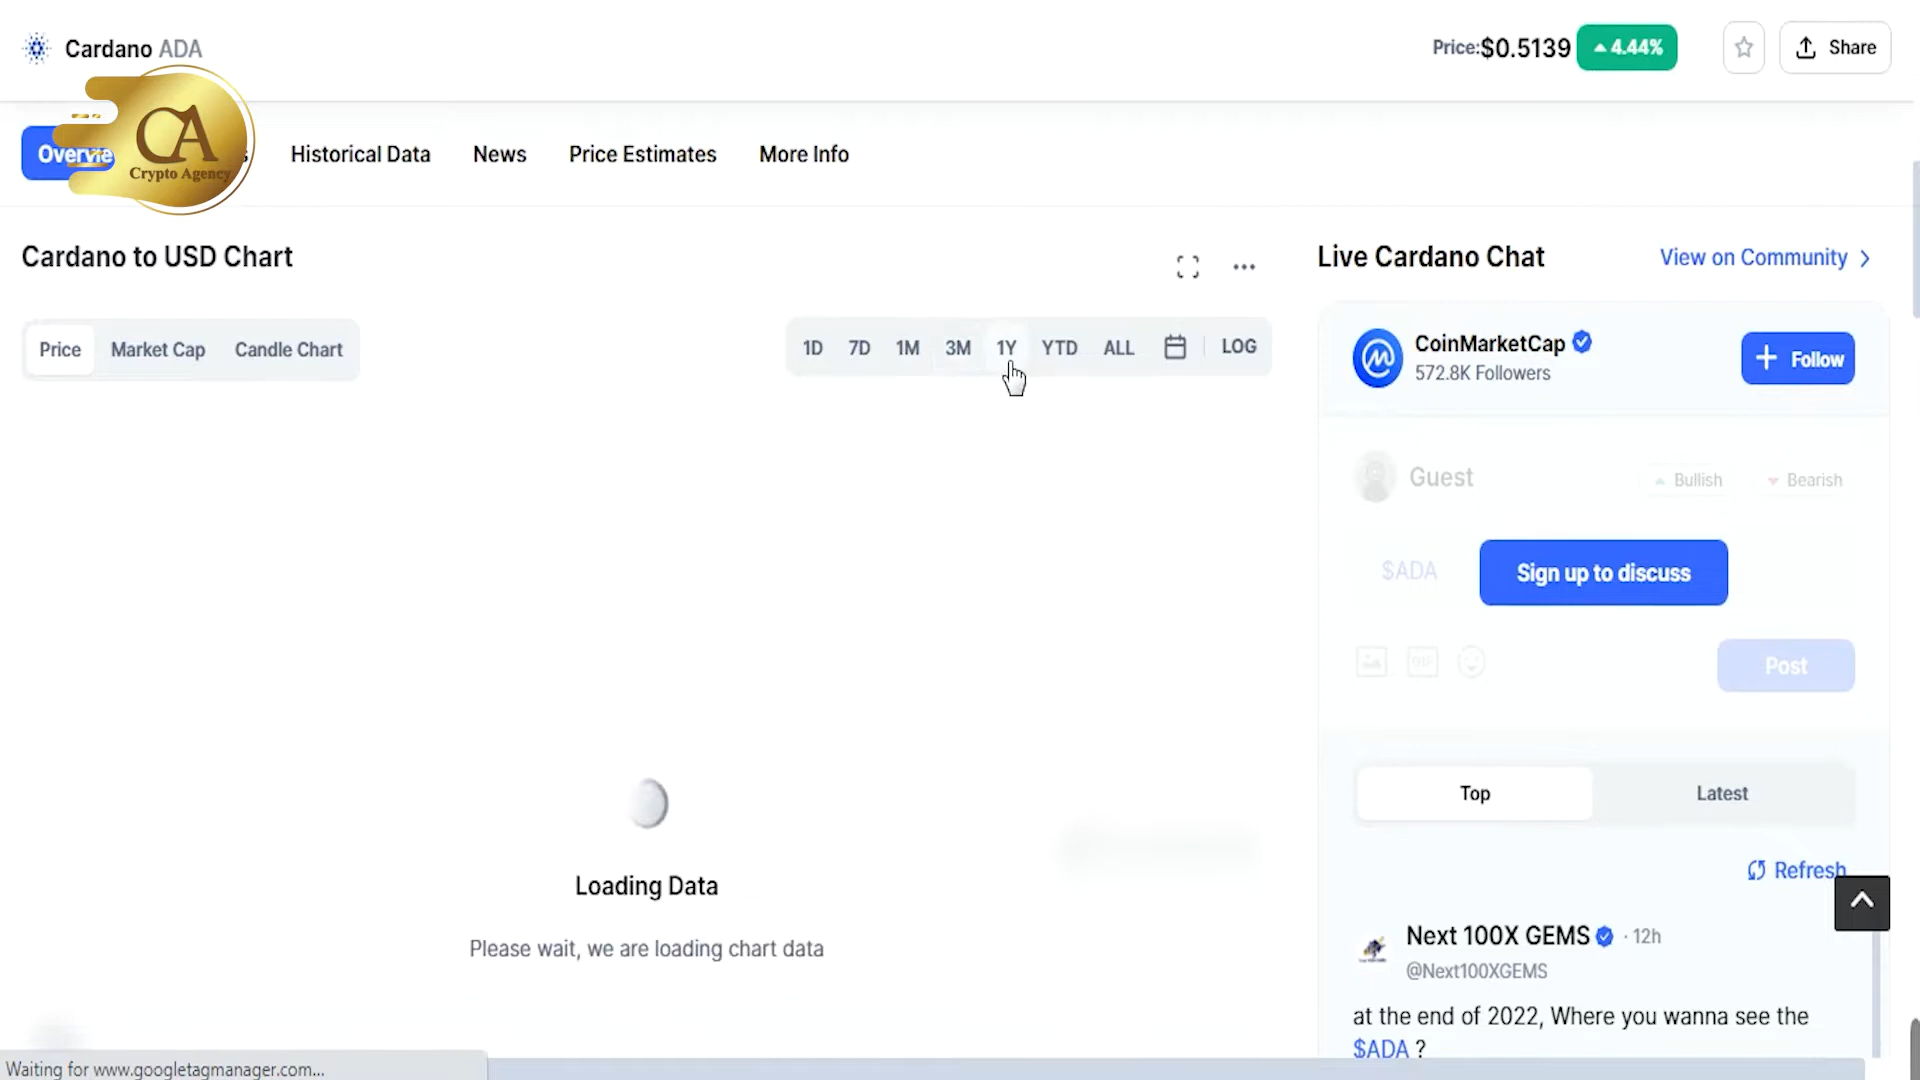 Cardano ADA
Price:$0.5139 4.44%
Share
CA
Crypto Agency
Overvie s
Historical Data
News
Price Estimates
More Info
Cardano to USD Chart
Price
Market Cap
Candle Chart
1D 7D 1M 3M 1Y YTD ALL LOG
Live Cardano Chat
View on Community
CoinMarketCap
572.8K Followers
+ Follow
Guest
Bullish
Bearish
$ADA
Sign up to discuss
GIF
Post
Top
Latest
Refresh
Loading Data
Please wait, we are loading chart data
Next 100X GEMS · 12h
@Next100XGEMS
at the end of 2022, Where you wanna see the
$ADA ?
Waiting for www.googletagmanager.com...